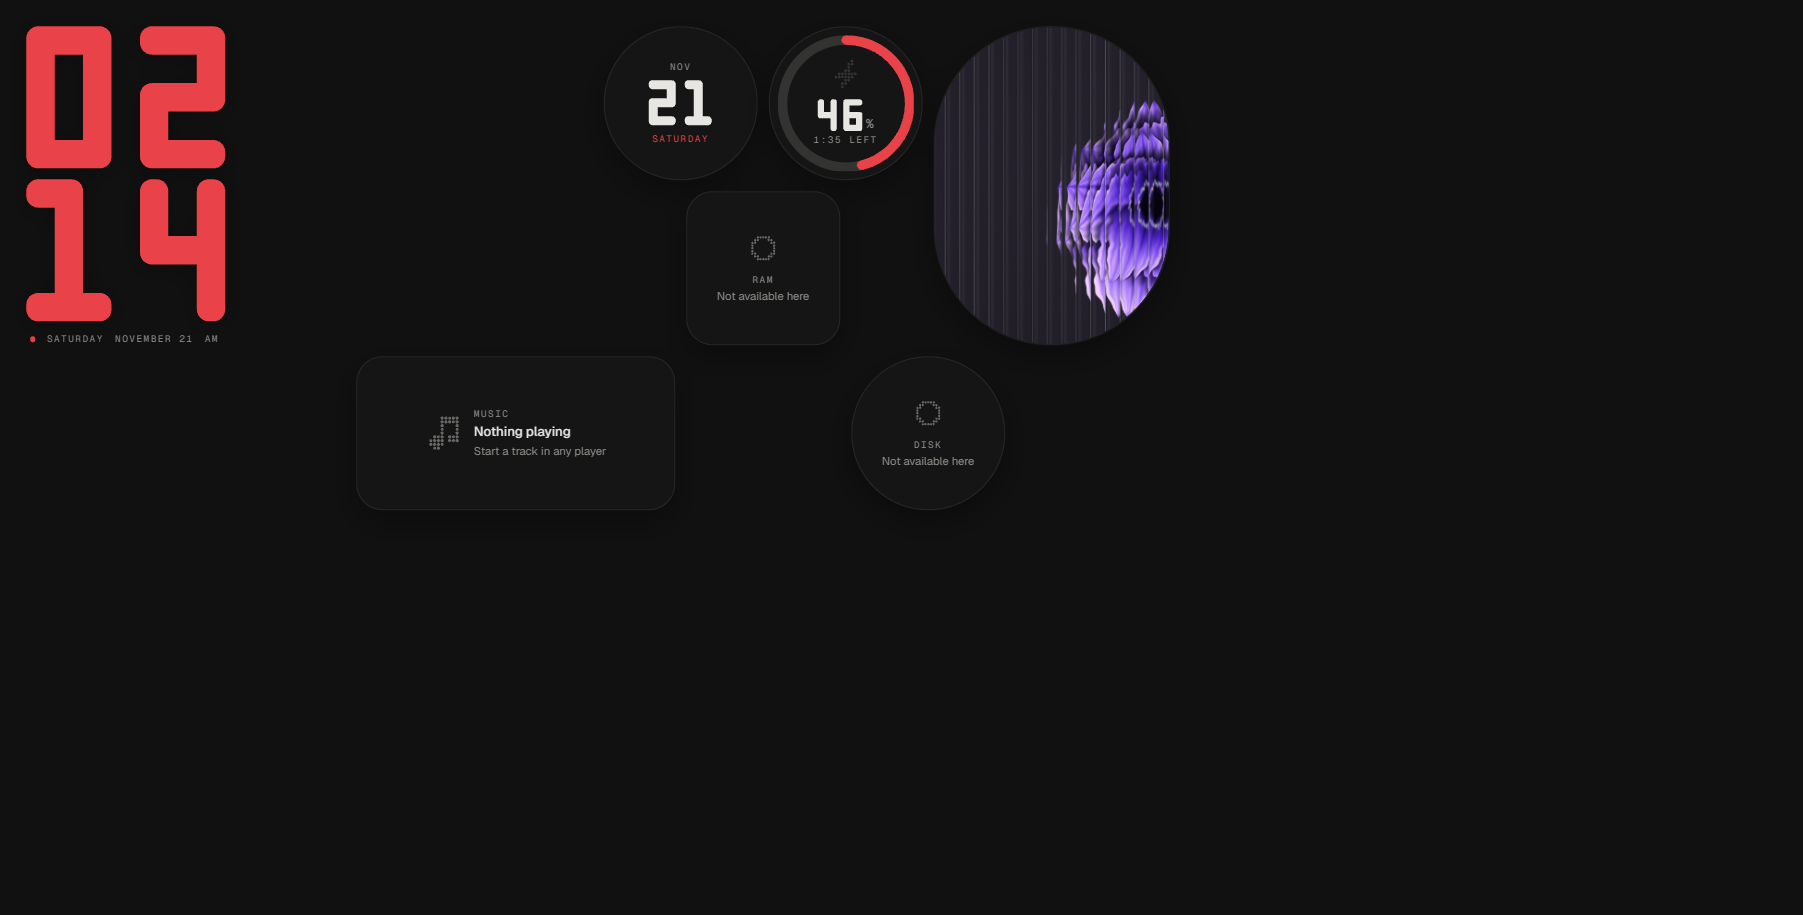 02
14
SATURDAY NOVEMBER 21 AM
NOV
21
SATURDAY
46%
1:35 LEFT
RAM
Not available here
MUSIC
Nothing playing
Start a track in any player
DISK
Not available here